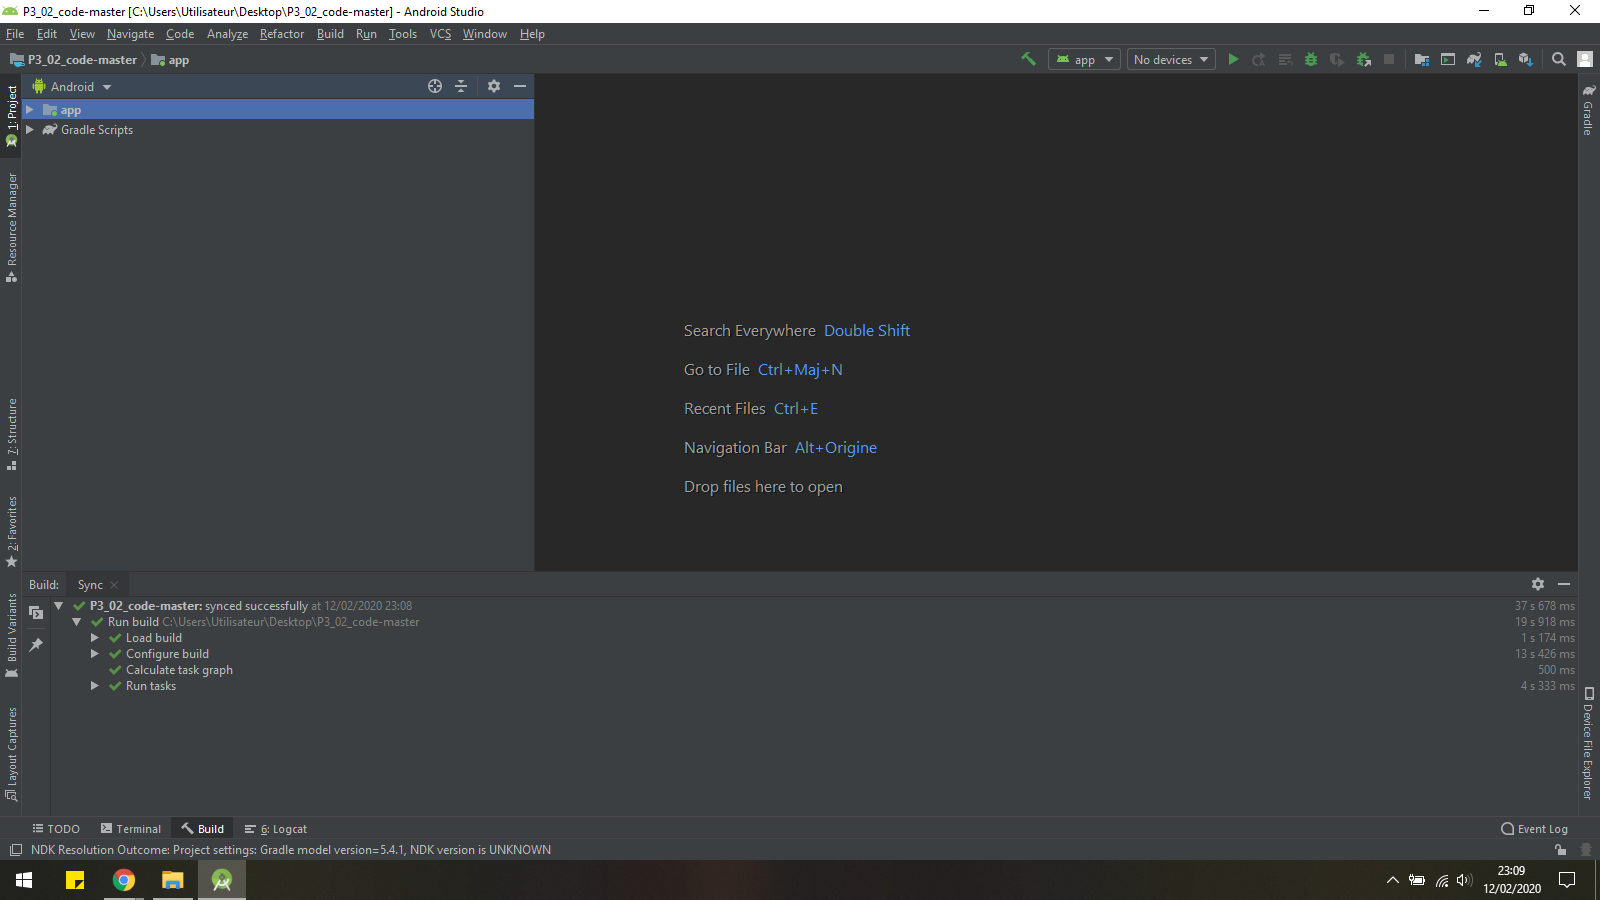 P3_02_code-master [C:\Users\Utilisateur\Desktop\P3_02_code-master] - Android Studio
File Edit View Navigate Code Analyze Refactor Build Run Tools VCS Window Help
P3_02_code-master app app No devices
Android
app
Gradle Scripts
1: Project
Resource Manager
7: Structure
2: Favorites
Build Variants
Layout Captures
Gradle
Device File Explorer
Search Everywhere Double Shift
Go to File Ctrl+Maj+N
Recent Files Ctrl+E
Navigation Bar Alt+Origine
Drop files here to open
Build: Sync
P3_02_code-master: synced successfully at 12/02/2020 23:08 37 s 678 ms
Run build C:\Users\Utilisateur\Desktop\P3_02_code-master 19 s 918 ms
Load build 1 s 174 ms
Configure build 13 s 426 ms
Calculate task graph 500 ms
Run tasks 4 s 333 ms
TODO Terminal Build 6: Logcat Event Log
NDK Resolution Outcome: Project settings: Gradle model version=5.4.1, NDK version is UNKNOWN
23:09
12/02/2020